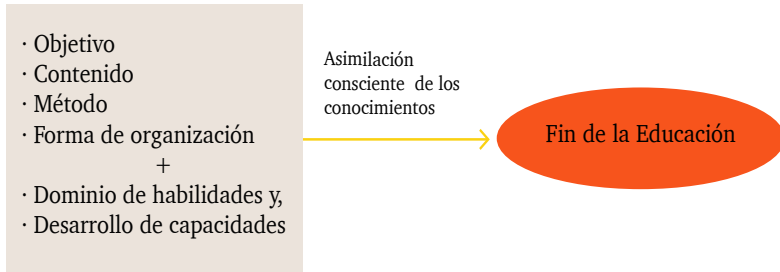 · Objetivo
· Contenido
· Método
· Forma de organización
+
· Dominio de habilidades y,
· Desarrollo de capacidades
Asimilación
consciente de los
conocimientos
Fin de la Educación